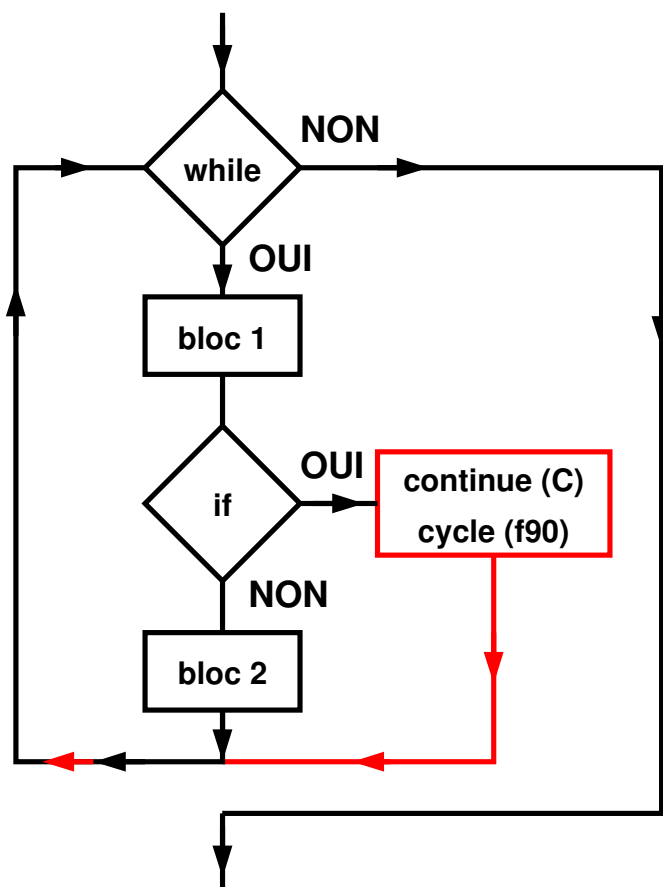 NON
while
OUI
bloc 1
OUI
continue (C)
if
cycle (f90)
NON
bloc 2